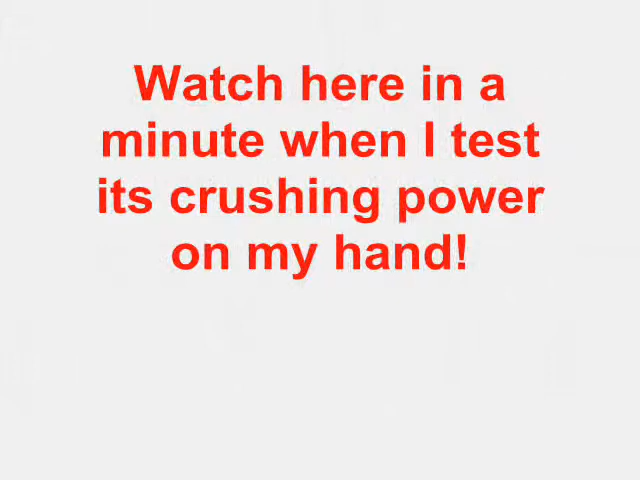 Watch here in a
minute when I test
its crushing power
on my hand!